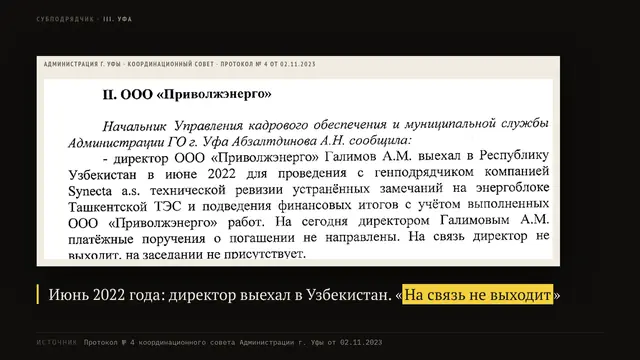 СУБПОДРЯДЧИК · III. УФА
АДМИНИСТРАЦИЯ Г. УФЫ · КООРДИНАЦИОННЫЙ СОВЕТ · ПРОТОКОЛ № 4 ОТ 02.11.2023
II. ООО «Приволжэнерго»
Начальник Управления кадрового обеспечения и муниципальной службы
Администрации ГО г. Уфа Абзалтдинова А.Н. сообщила:
- директор ООО «Приволжэнерго» Галимов А.М. выехал в Республику
Узбекистан в июне 2022 для проведения с генподрядчиком компанией
Synecta a.s. технической ревизии устранённых замечаний на энергоблоке
Ташкентской ТЭС и подведения финансовых итогов с учётом выполненных
ООО «Приволжэнерго» работ. На сегодня директором Галимовым А.М.
платёжные поручения о погашении не направлены. На связь директор не
выходит, на заседании не присутствует.
Июнь 2022 года: директор выехал в Узбекистан. «На связь не выходит»
ИСТОЧНИК Протокол № 4 координационного совета Администрации г. Уфы от 02.11.2023